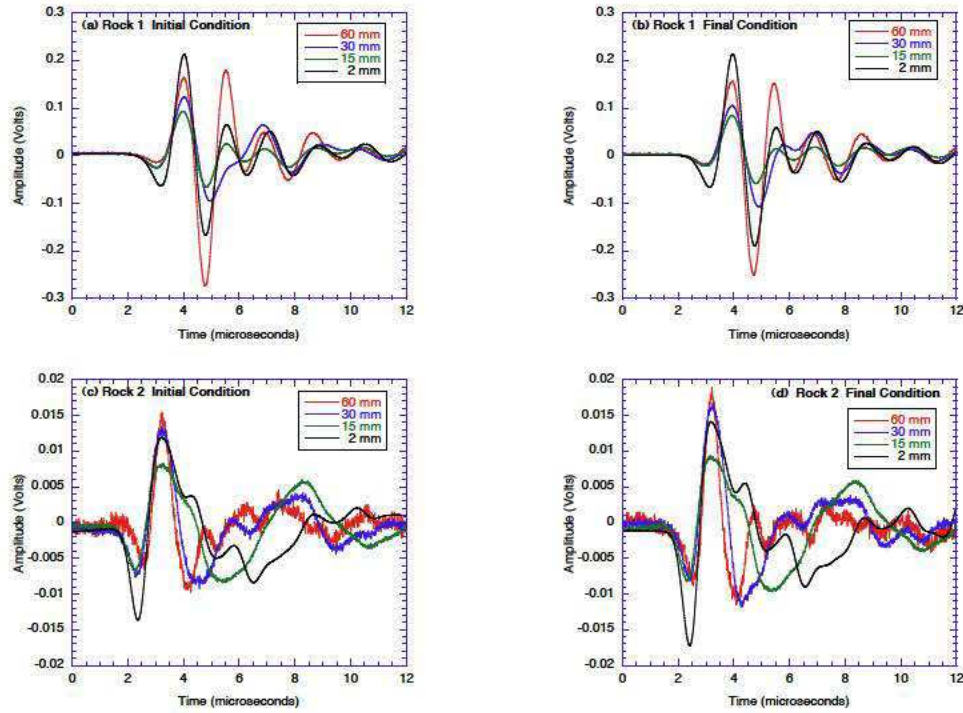 (a) Rock 1 Initial Condition
60 mm
30 mm
15 mm
2 mm
0.3
0.2
0.1
0
-0.1
-0.2
-0.3
Amplitude (Volts)
0 2 4 6 8 10 12
Time (microseconds)
(b) Rock 1 Final Condition
60 mm
30 mm
15 mm
2 mm
0.3
0.2
0.1
0
-0.1
-0.2
-0.3
Amplitude (Volts)
0 2 4 6 8 10 12
Time (microseconds)
(c) Rock 2 Initial Condition
60 mm
30 mm
15 mm
2 mm
0.02
0.015
0.01
0.005
0
-0.005
-0.01
-0.015
-0.02
Amplitude (Volts)
0 2 4 6 8 10 12
Time (microseconds)
(d) Rock 2 Final Condition
60 mm
30 mm
15 mm
2 mm
0.02
0.015
0.01
0.005
0
-0.005
-0.01
-0.015
-0.02
Amplitude (Volts)
0 2 4 6 8 10 12
Time (microseconds)